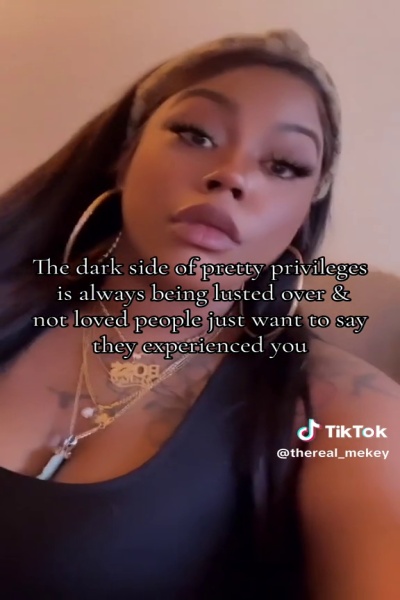 The dark side of pretty privileges
is always being lusted over &
not loved people just want to say
they experienced you
BOSS
TikTok
@thereal_mekey